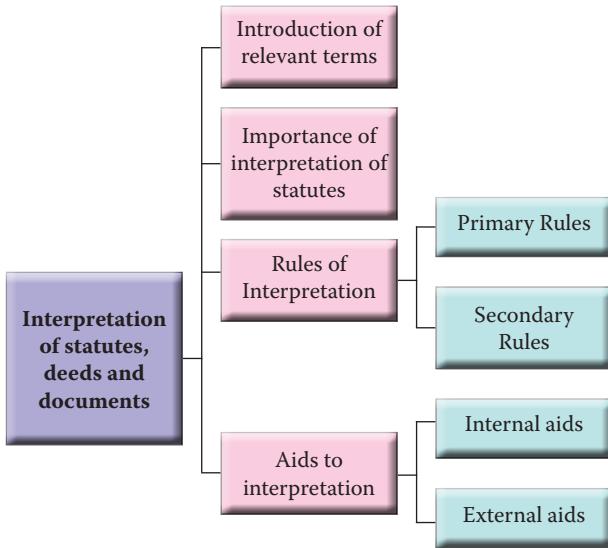 Introduction of
relevant terms
Importance of
interpretation of
statutes
Primary Rules
Rules of
Interpretation
Secondary
Rules
Interpretation
of statutes,
deeds and
documents
Internal aids
Aids to
interpretation
External aids